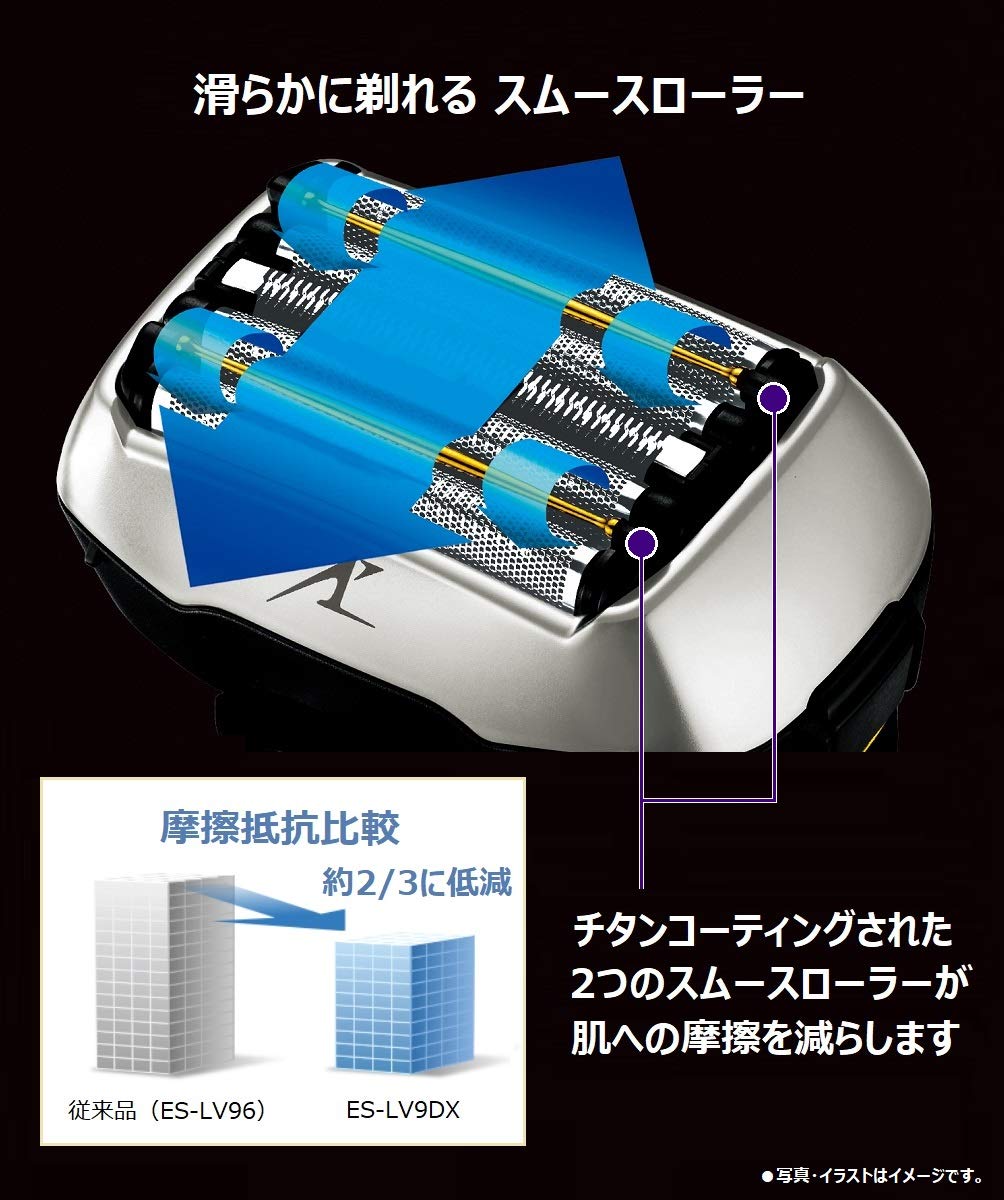 滑らかに剃れる スムースローラー
摩擦抵抗比較
約2/3に低減
従来品（ES-LV96）
ES-LV9DX
チタンコーティングされた
2つのスムースローラーが
肌への摩擦を減らします
●写真・イラストはイメージです。